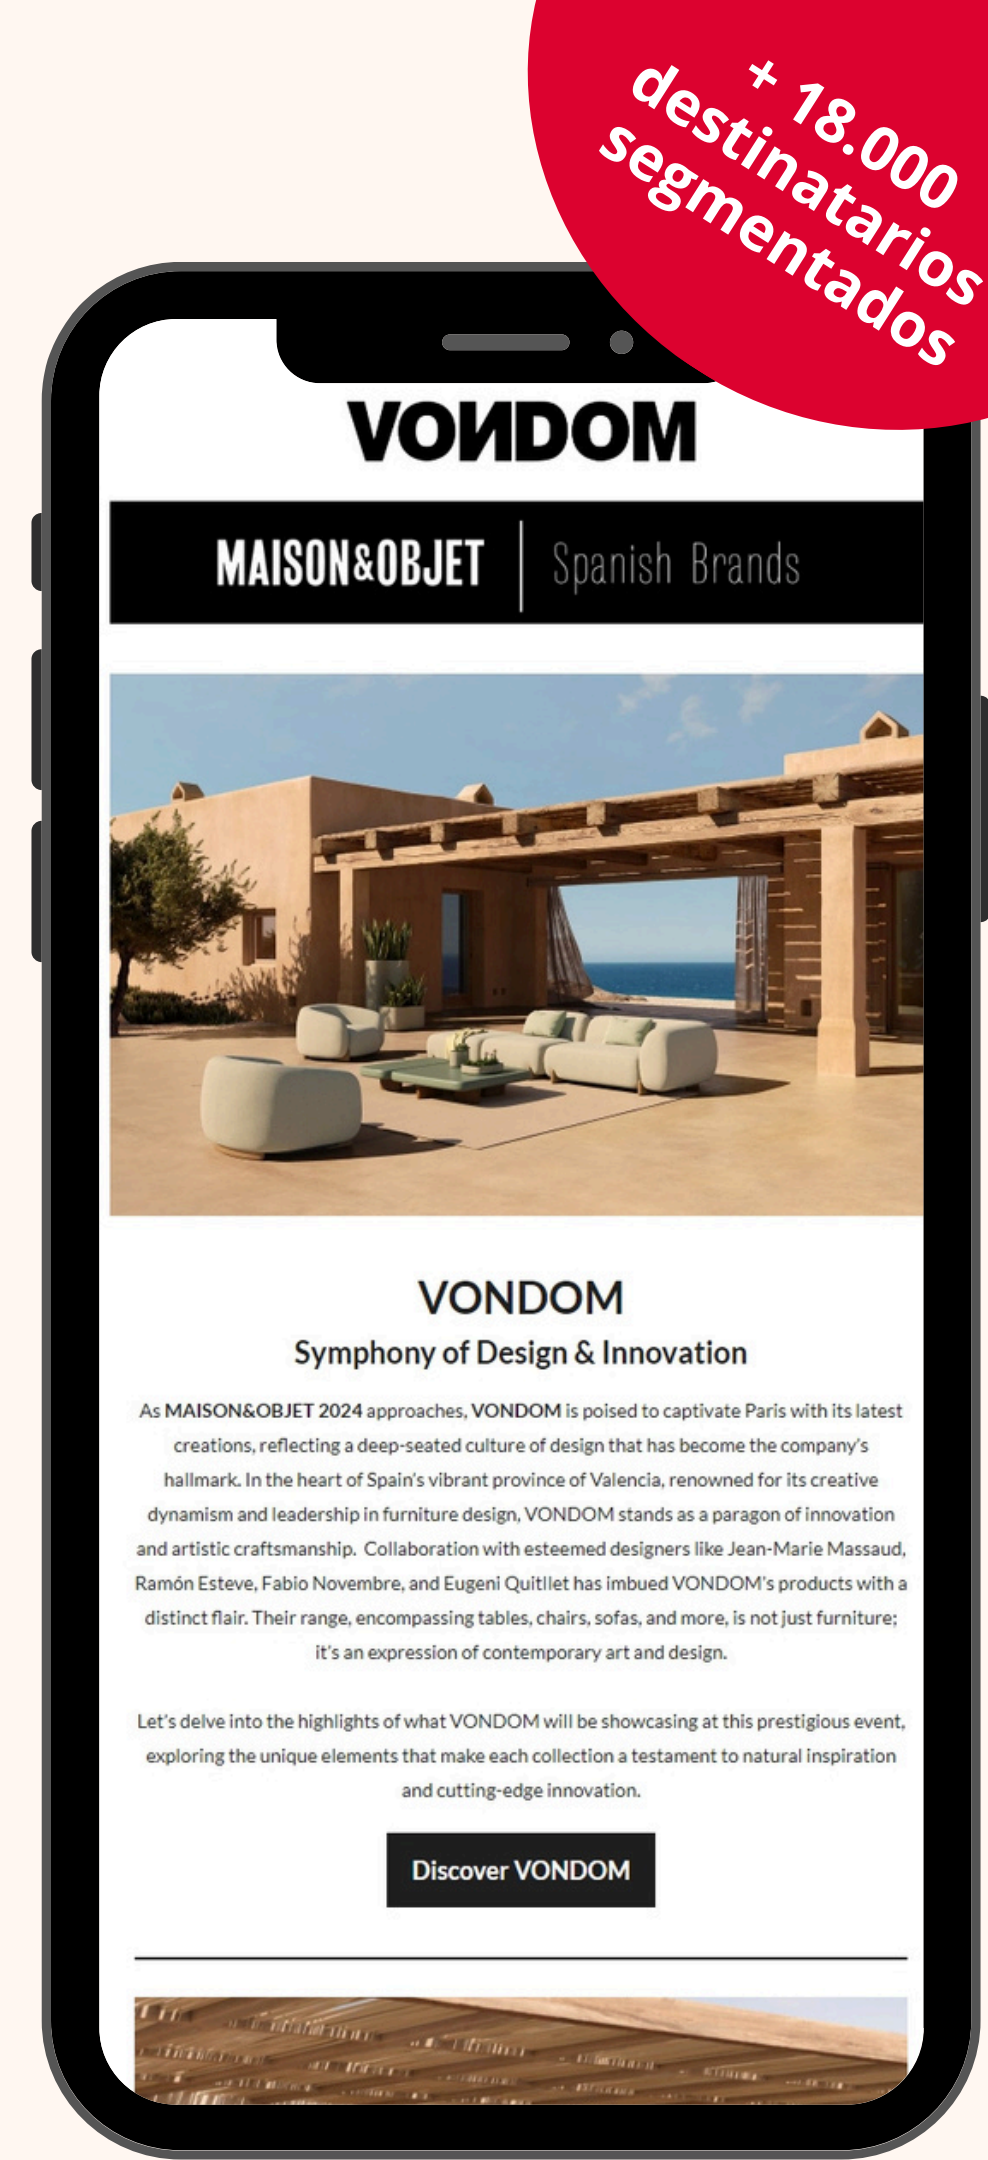 + 18.000
destinatarios
segmentados
VOИDOM
MAISON&OBJET | Spanish Brands
VONDOM
Symphony of Design & Innovation
As MAISON&OBJET 2024 approaches, VONDOM is poised to captivate Paris with its latest
creations, reflecting a deep-seated culture of design that has become the company's
hallmark. In the heart of Spain's vibrant province of Valencia, renowned for its creative
dynamism and leadership in furniture design, VONDOM stands as a paragon of innovation
and artistic craftsmanship. Collaboration with esteemed designers like Jean-Marie Massaud,
Ramón Esteve, Fabio Novembre, and Eugeni Quitllet has imbued VONDOM's products with a
distinct flair. Their range, encompassing tables, chairs, sofas, and more, is not just furniture;
it's an expression of contemporary art and design.
Let's delve into the highlights of what VONDOM will be showcasing at this prestigious event,
exploring the unique elements that make each collection a testament to natural inspiration
and cutting-edge innovation.
Discover VONDOM